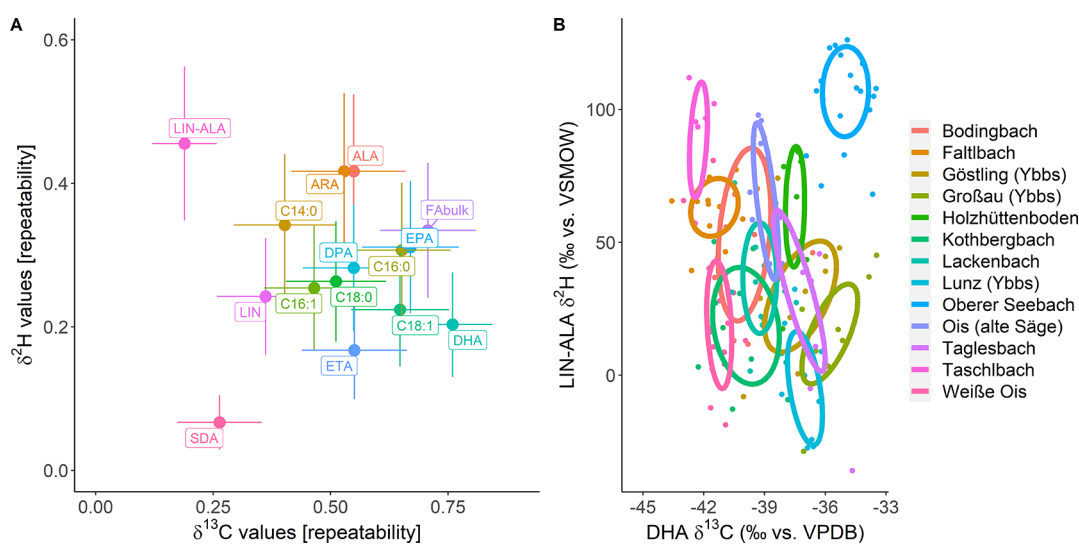 A
0.6
0.4
0.2
0.0
δ²H values [repeatability]
LIN-ALA
ALA
ARA
C14:0
FAbulk
EPA
DPA
C16:0
C16:1
C18:0
LIN
C18:1
DHA
ETA
SDA
0.00
0.25
0.50
0.75
δ¹³C values [repeatability]
B
100
50
0
LIN-ALA δ²H (‰ vs. VSMOW)
-45
-42
-39
-36
-33
DHA δ¹³C (‰ vs. VPDB)
Bodingbach
Faltlbach
Göstling (Ybbs)
Großau (Ybbs)
Holzhüttenboden
Kothbergbach
Lackenbach
Lunz (Ybbs)
Oberer Seebach
Ois (alte Säge)
Taglesbach
Taschlbach
Weiße Ois